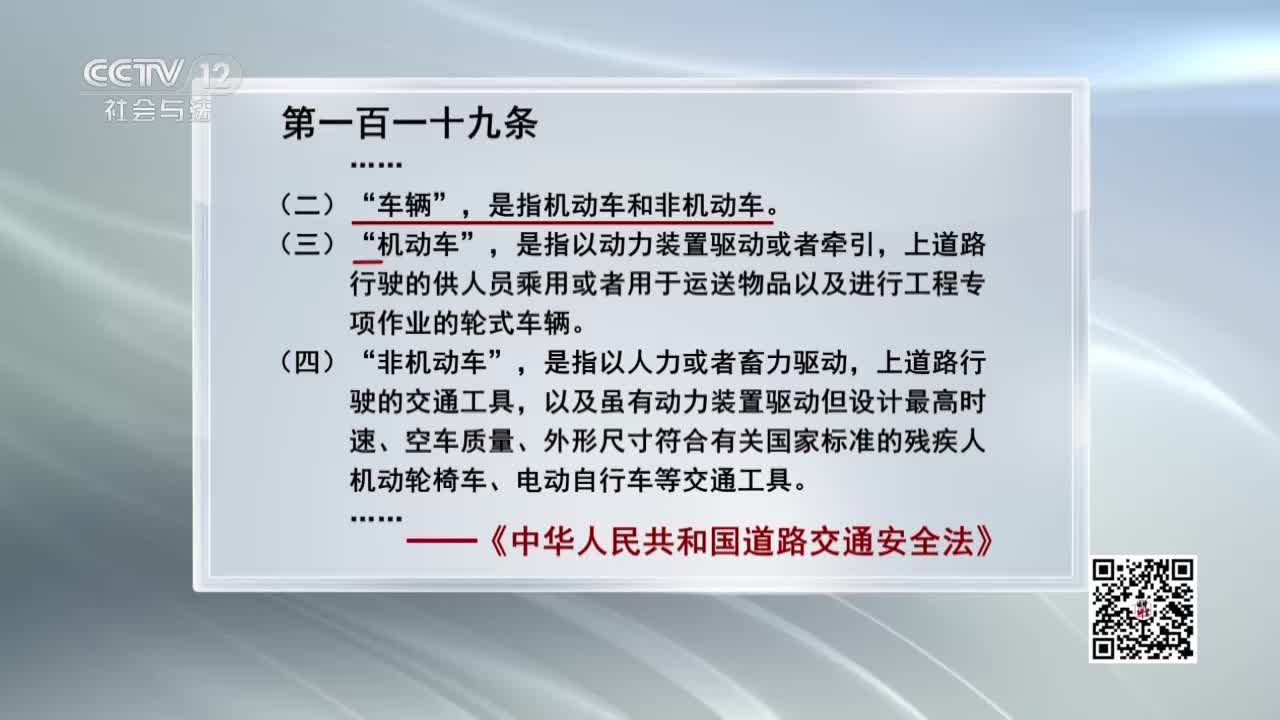 CCTV 12
社会与法
第一百一十九条
……
（二）“车辆”，是指机动车和非机动车。
（三）“机动车”，是指以动力装置驱动或者牵引，上道路
行驶的供人员乘用或者用于运送物品以及进行工程专
项作业的轮式车辆。
（四）“非机动车”，是指以人力或者畜力驱动，上道路行
驶的交通工具，以及虽有动力装置驱动但设计最高时
速、空车质量、外形尺寸符合有关国家标准的残疾人
机动轮椅车、电动自行车等交通工具。
……
——《中华人民共和国道路交通安全法》